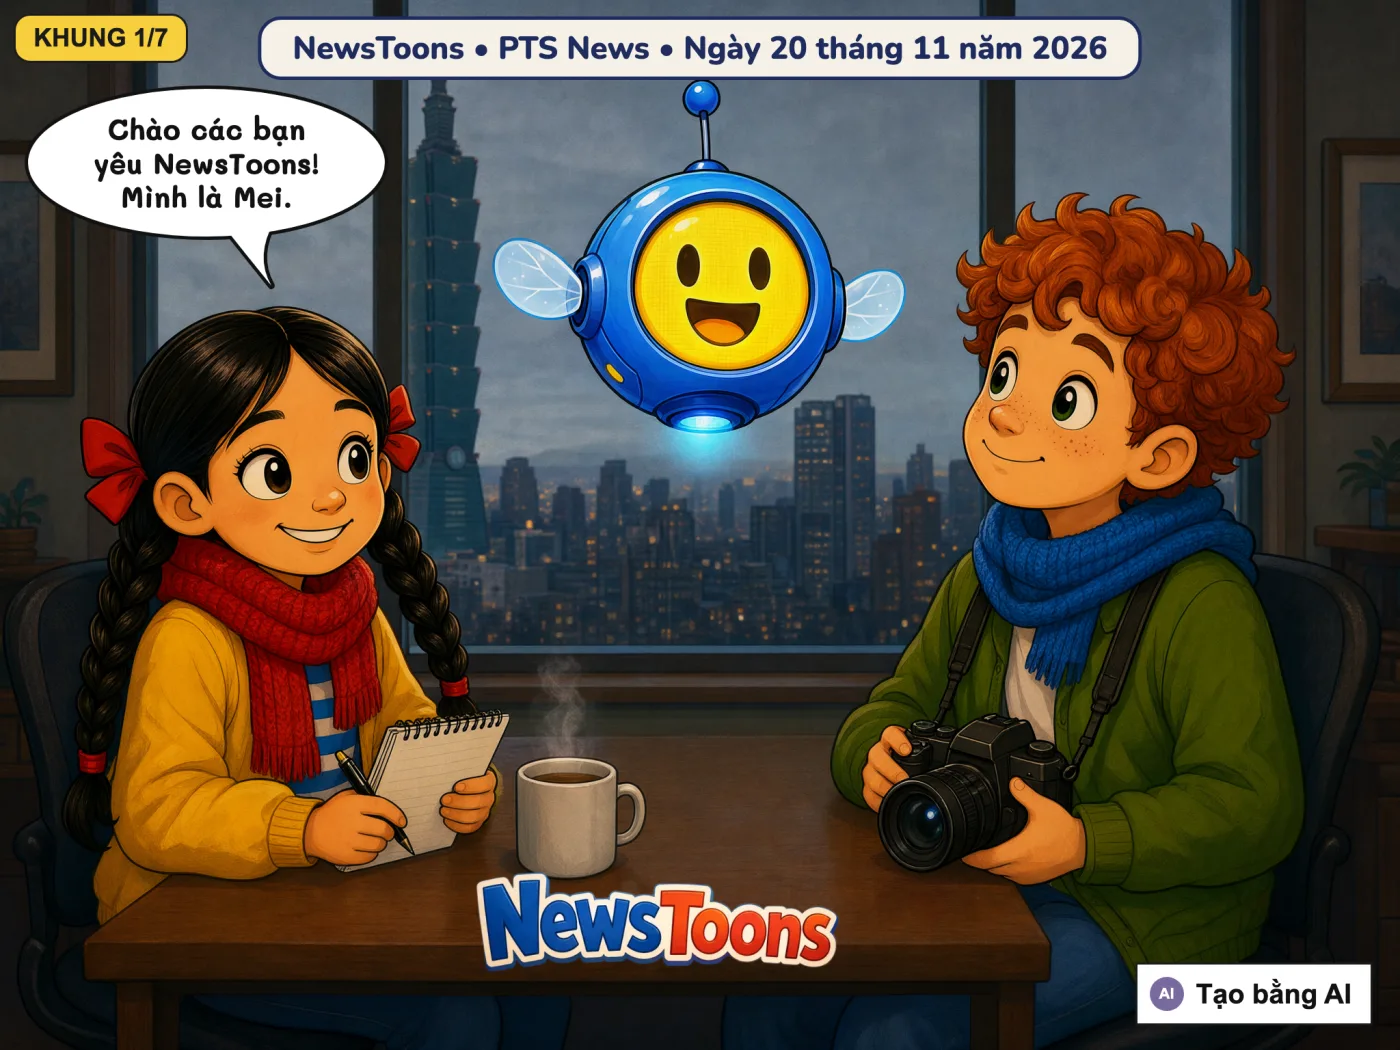 KHUNG 1/7
NewsToons • PTS News • Ngày 20 tháng 11 năm 2026
Chào các bạn
yêu NewsToons!
Mình là Mei.
NewsToons
AI Tạo bằng AI